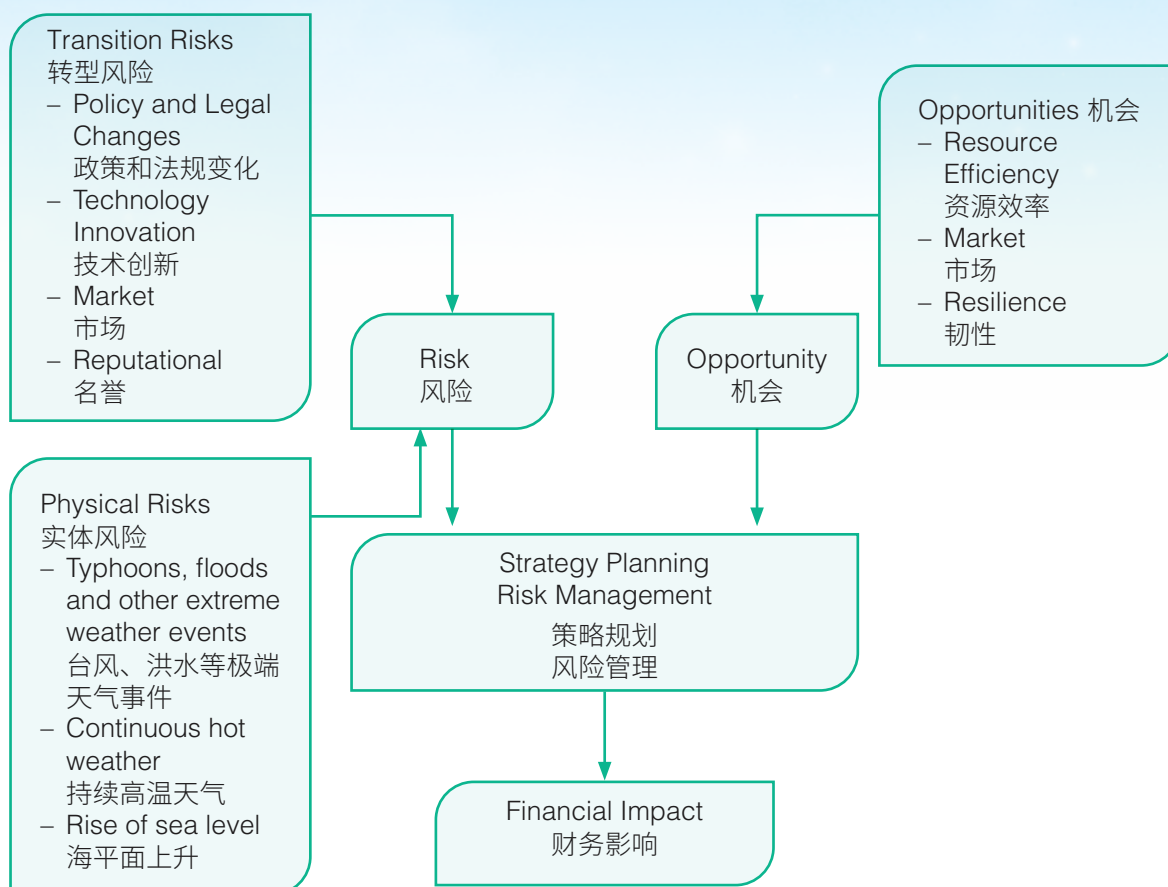 Transition Risks
转型风险
– Policy and Legal
Changes
政策和法规变化
– Technology
Innovation
技术创新
– Market
市场
– Reputational
名誉
Opportunities 机会
– Resource
Efficiency
资源效率
– Market
市场
– Resilience
韧性
Risk
风险
Opportunity
机会
Physical Risks
实体风险
– Typhoons, floods
and other extreme
weather events
台风、洪水等极端
天气事件
– Continuous hot
weather
持续高温天气
– Rise of sea level
海平面上升
Strategy Planning
Risk Management
策略规划
风险管理
Financial Impact
财务影响